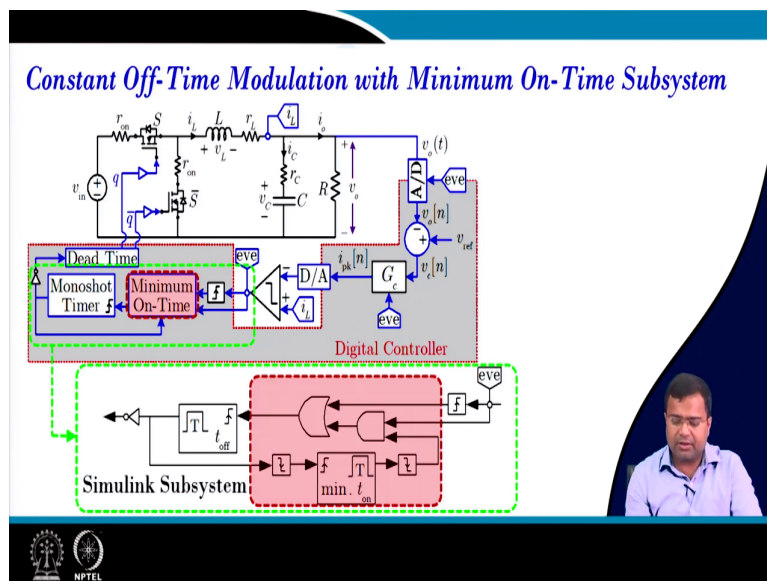 Constant Off-Time Modulation with Minimum On-Time Subsystem
r_on S i_L L r_L i_L i_o
+ v_L −
v_o(t)
i_C
r_on
v_in
+
−
q
q̅
S̅
r_C
+
v_C
−
C
R
+
v_o
−
A/D
eve
v_o[n]
−
+
v_ref
v_e[n]
Dead Time
eve
i_pk[n]
Monoshot
Timer
Minimum
On-Time
−
+
D/A
i_L
G_c
eve
Digital Controller
eve
T
t_off
T
min. t_on
Simulink Subsystem
NPTEL